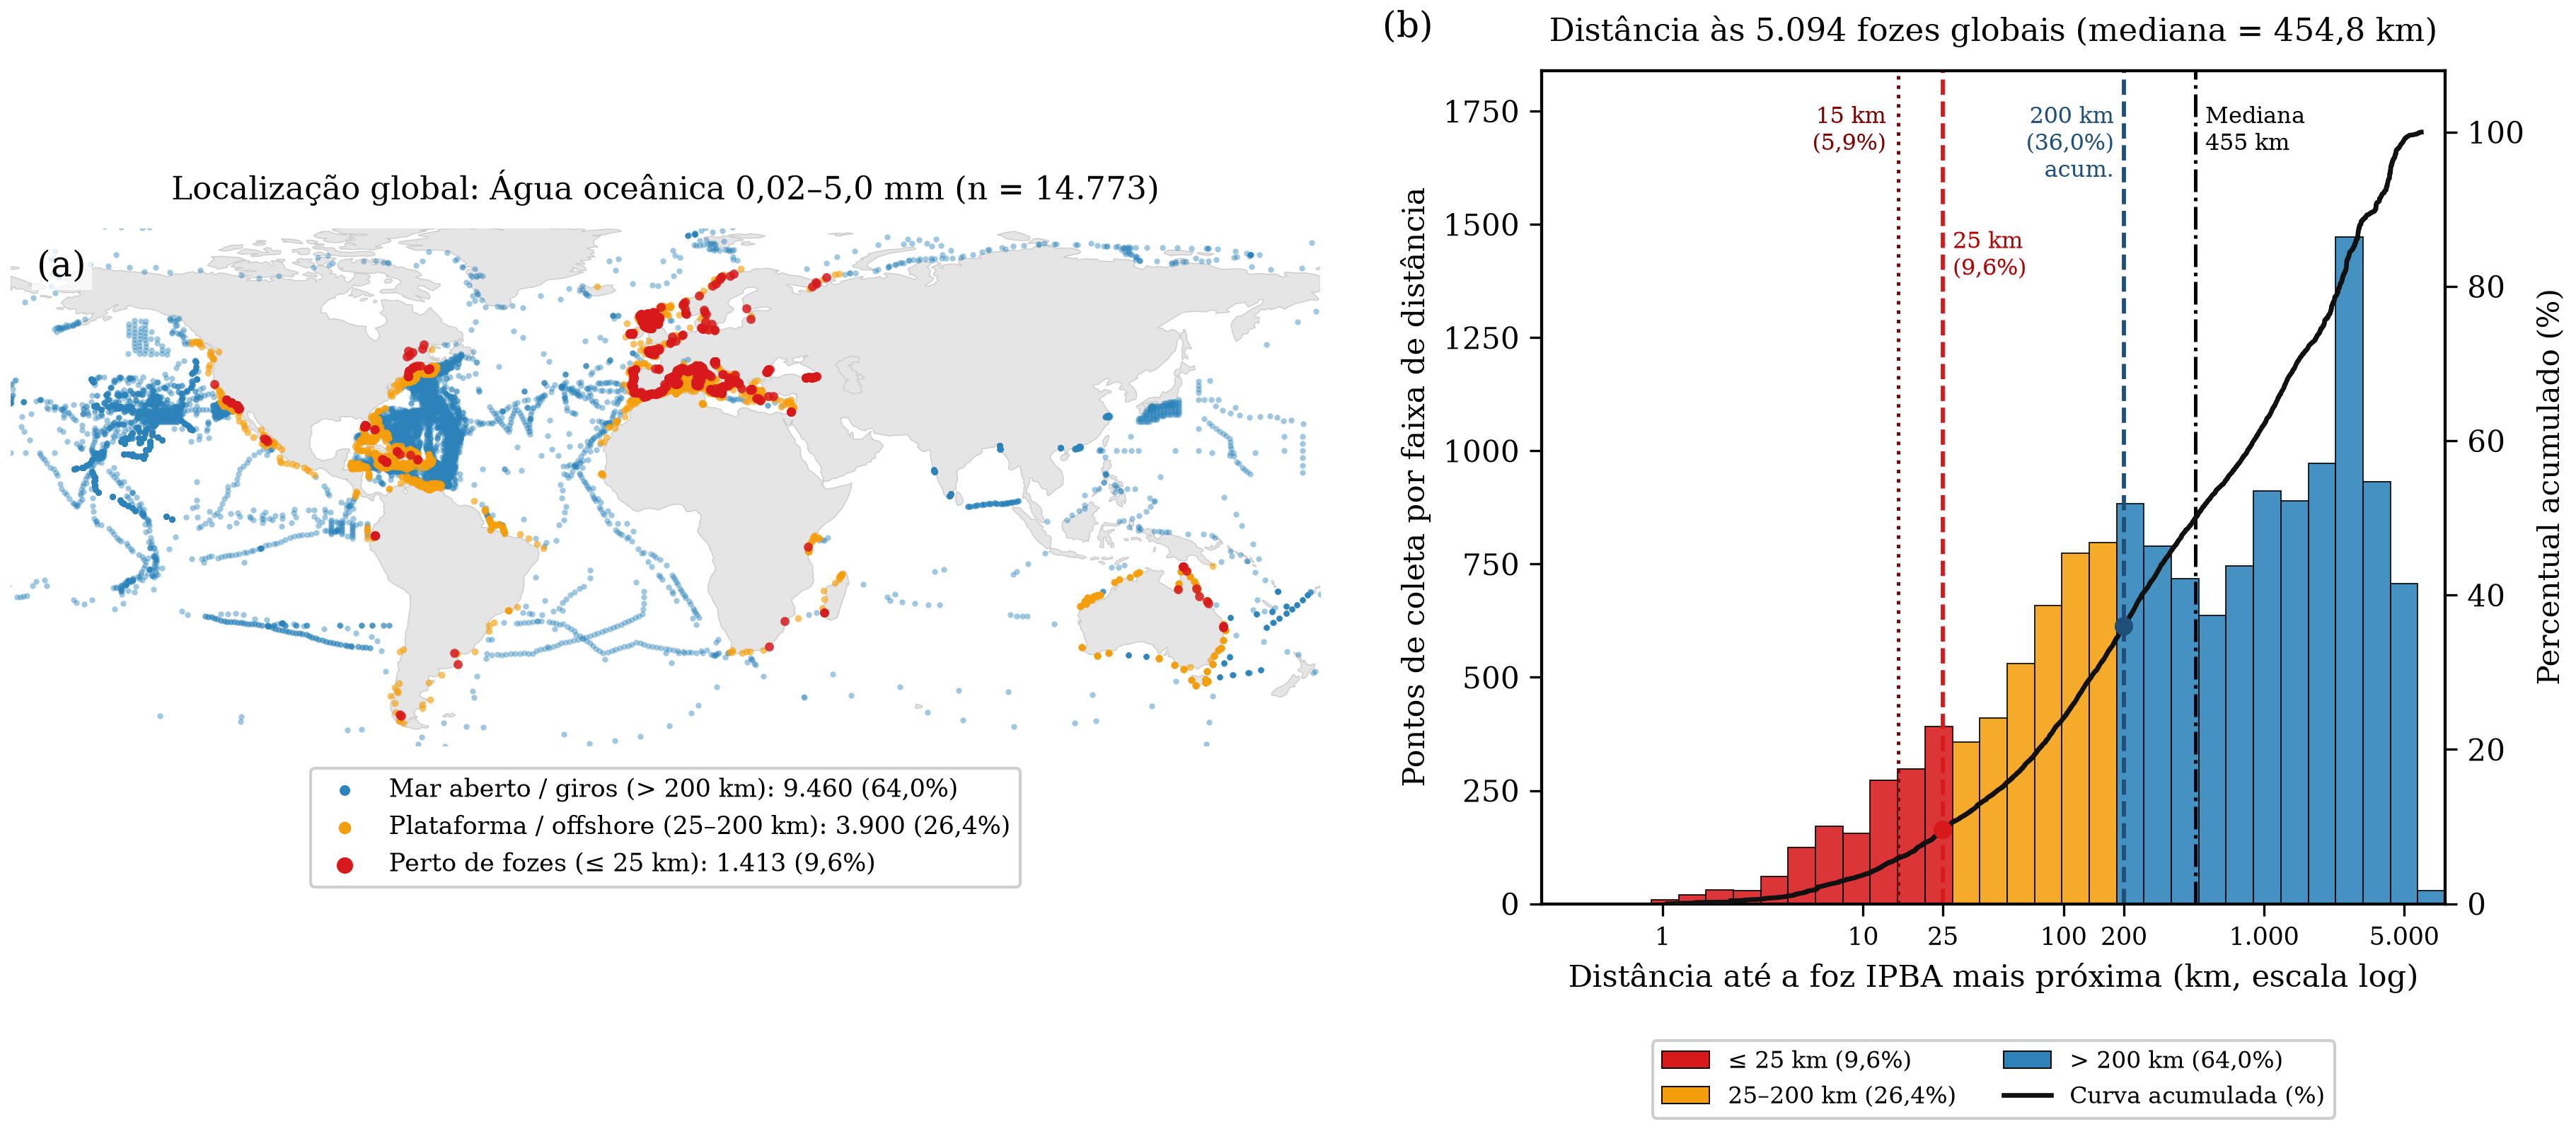 Localização global: Água oceânica 0,02–5,0 mm (n = 14.773)
(a)
Mar aberto / giros (> 200 km): 9.460 (64,0%)
Plataforma / offshore (25–200 km): 3.900 (26,4%)
Perto de fozes (≤ 25 km): 1.413 (9,6%)
(b)
Distância às 5.094 fozes globais (mediana = 454,8 km)
Pontos de coleta por faixa de distância
1750
1500
1250
1000
750
500
250
0
15 km
(5,9%)
25 km
(9,6%)
200 km
(36,0%)
acum.
Mediana
455 km
100
80
60
40
20
0
Percentual acumulado (%)
1
10
25
100
200
1.000
5.000
Distância até a foz IPBA mais próxima (km, escala log)
≤ 25 km (9,6%)
25–200 km (26,4%)
> 200 km (64,0%)
Curva acumulada (%)